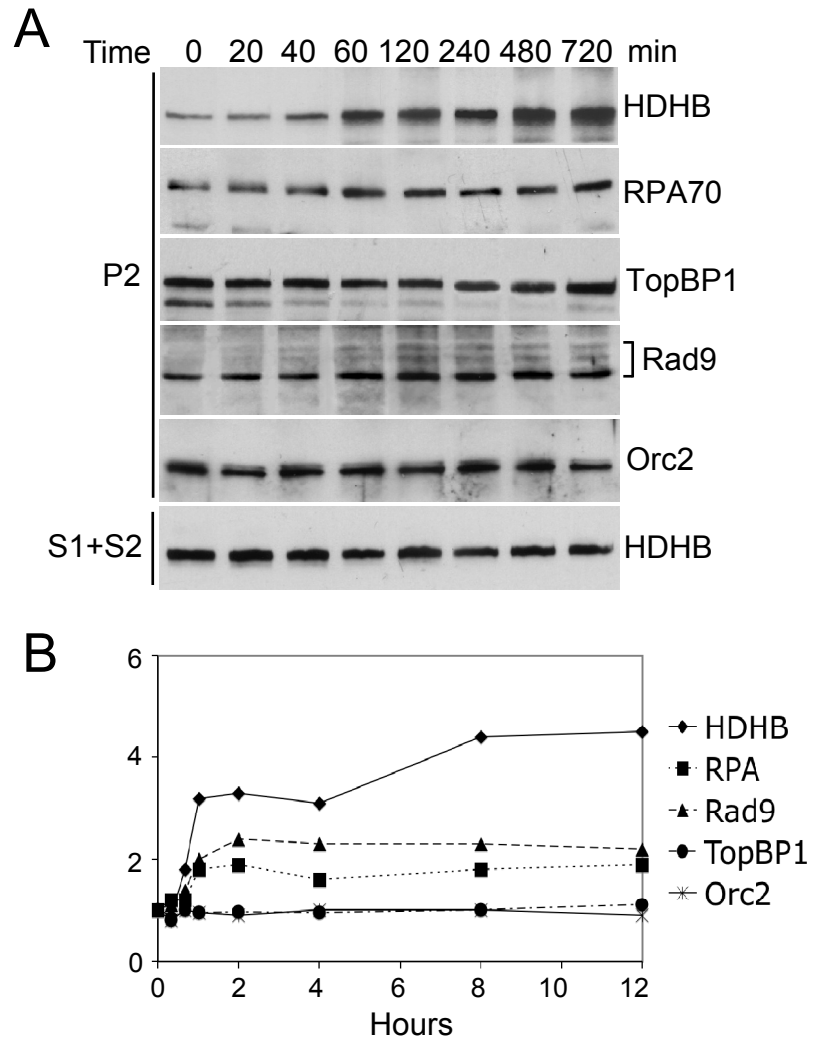 A
Time 0 20 40 60 120 240 480 720 min
HDHB
RPA70
P2
TopBP1
Rad9
Orc2
S1+S2
HDHB
B
6
4
2
0
0 2 4 6 8 10 12
Hours
HDHB
RPA
Rad9
TopBP1
Orc2